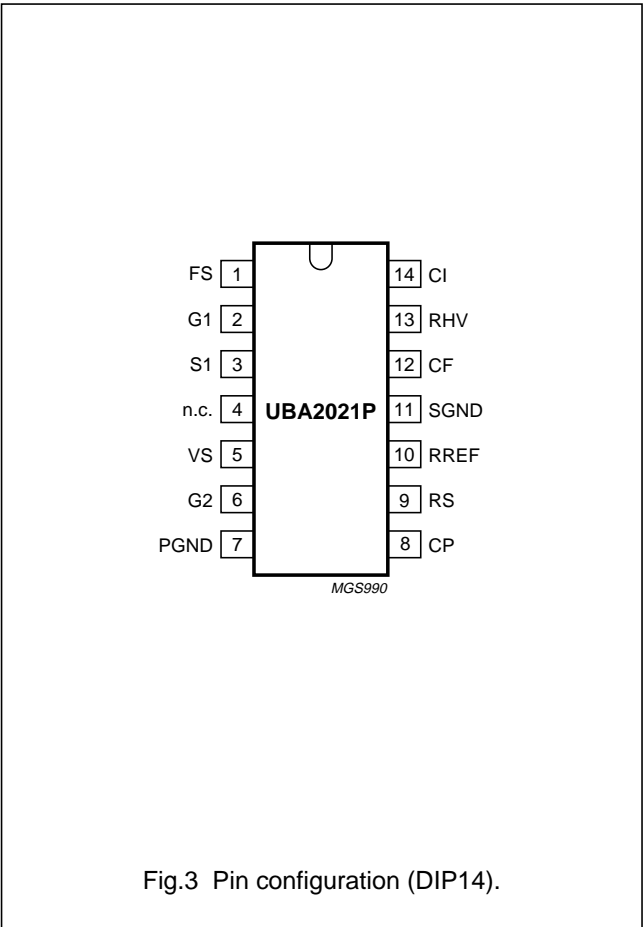 FS 1 14 CI
G1 2 13 RHV
S1 3 12 CF
n.c. 4 UBA2021P 11 SGND
VS 5 10 RREF
G2 6 9 RS
PGND 7 8 CP
MGS990
Fig.3 Pin configuration (DIP14).